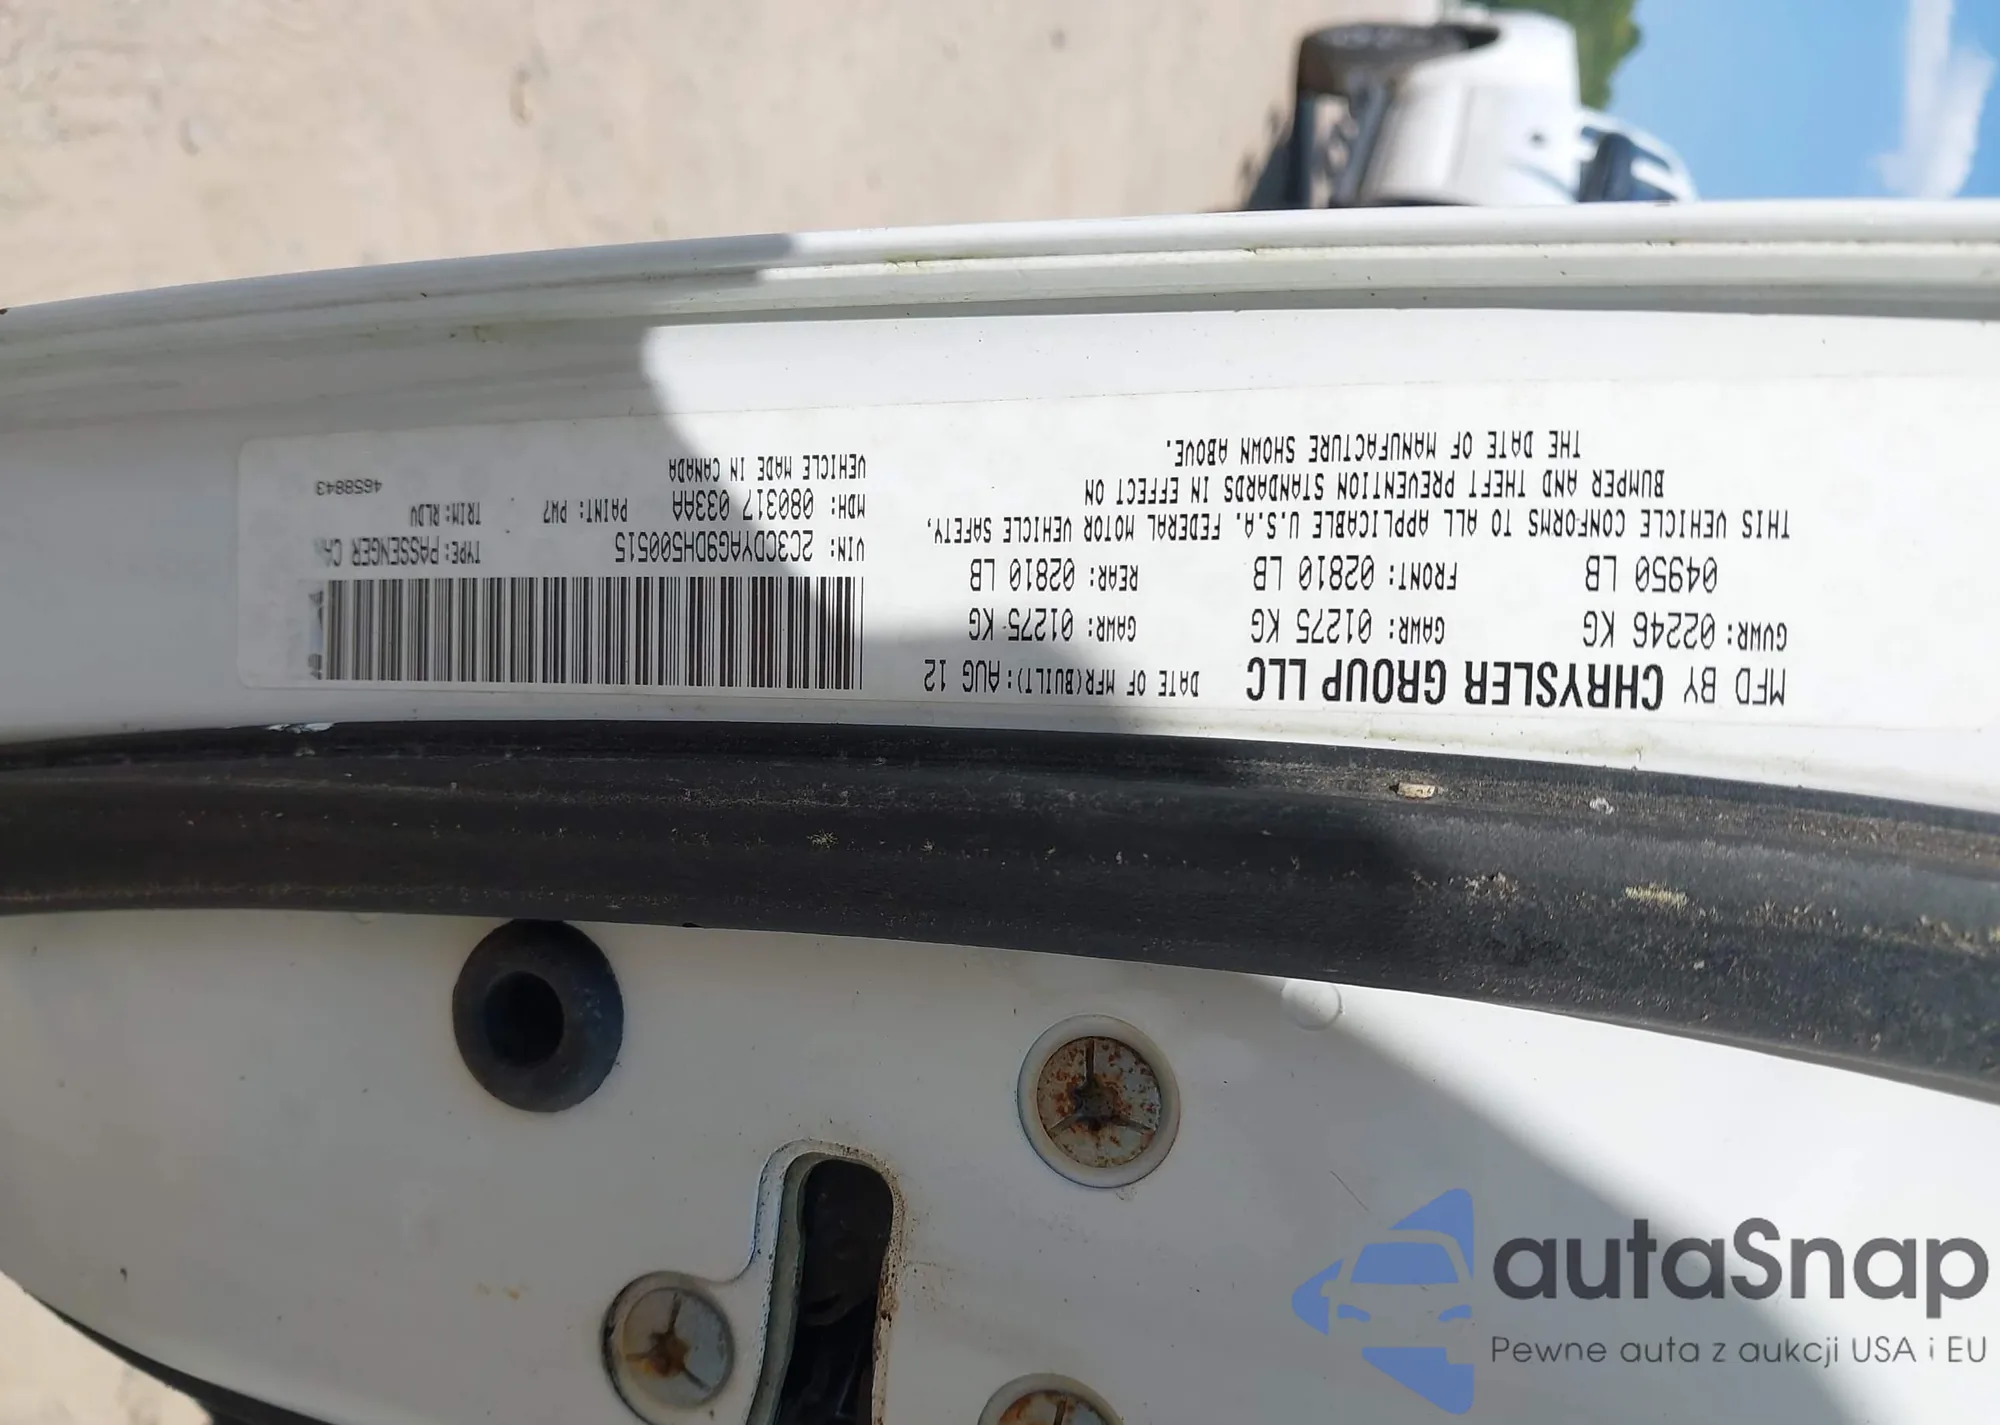 MFD BY CHRYSLER GROUP LLC DATE OF MFR(BUILT): AUG 12
GVWR: 02246 KG GAWR: 01275 KG GAWR: 01275 KG
04950 LB FRONT: 02810 LB REAR: 02810 LB
THIS VEHICLE CONFORMS TO ALL APPLICABLE U.S.A. FEDERAL MOTOR VEHICLE SAFETY,
BUMPER AND THEFT PREVENTION STANDARDS IN EFFECT ON
THE DATE OF MANUFACTURE SHOWN ABOVE.
VIN: 2C3CDYAG9DH500515 TYPE: PASSENGER
MDH: 080317 033AA PAINT: PW7 TRIM: RLDV
VEHICLE MADE IN CANADA 4658843
autaSnap
Pewne auta z aukcji USA i EU